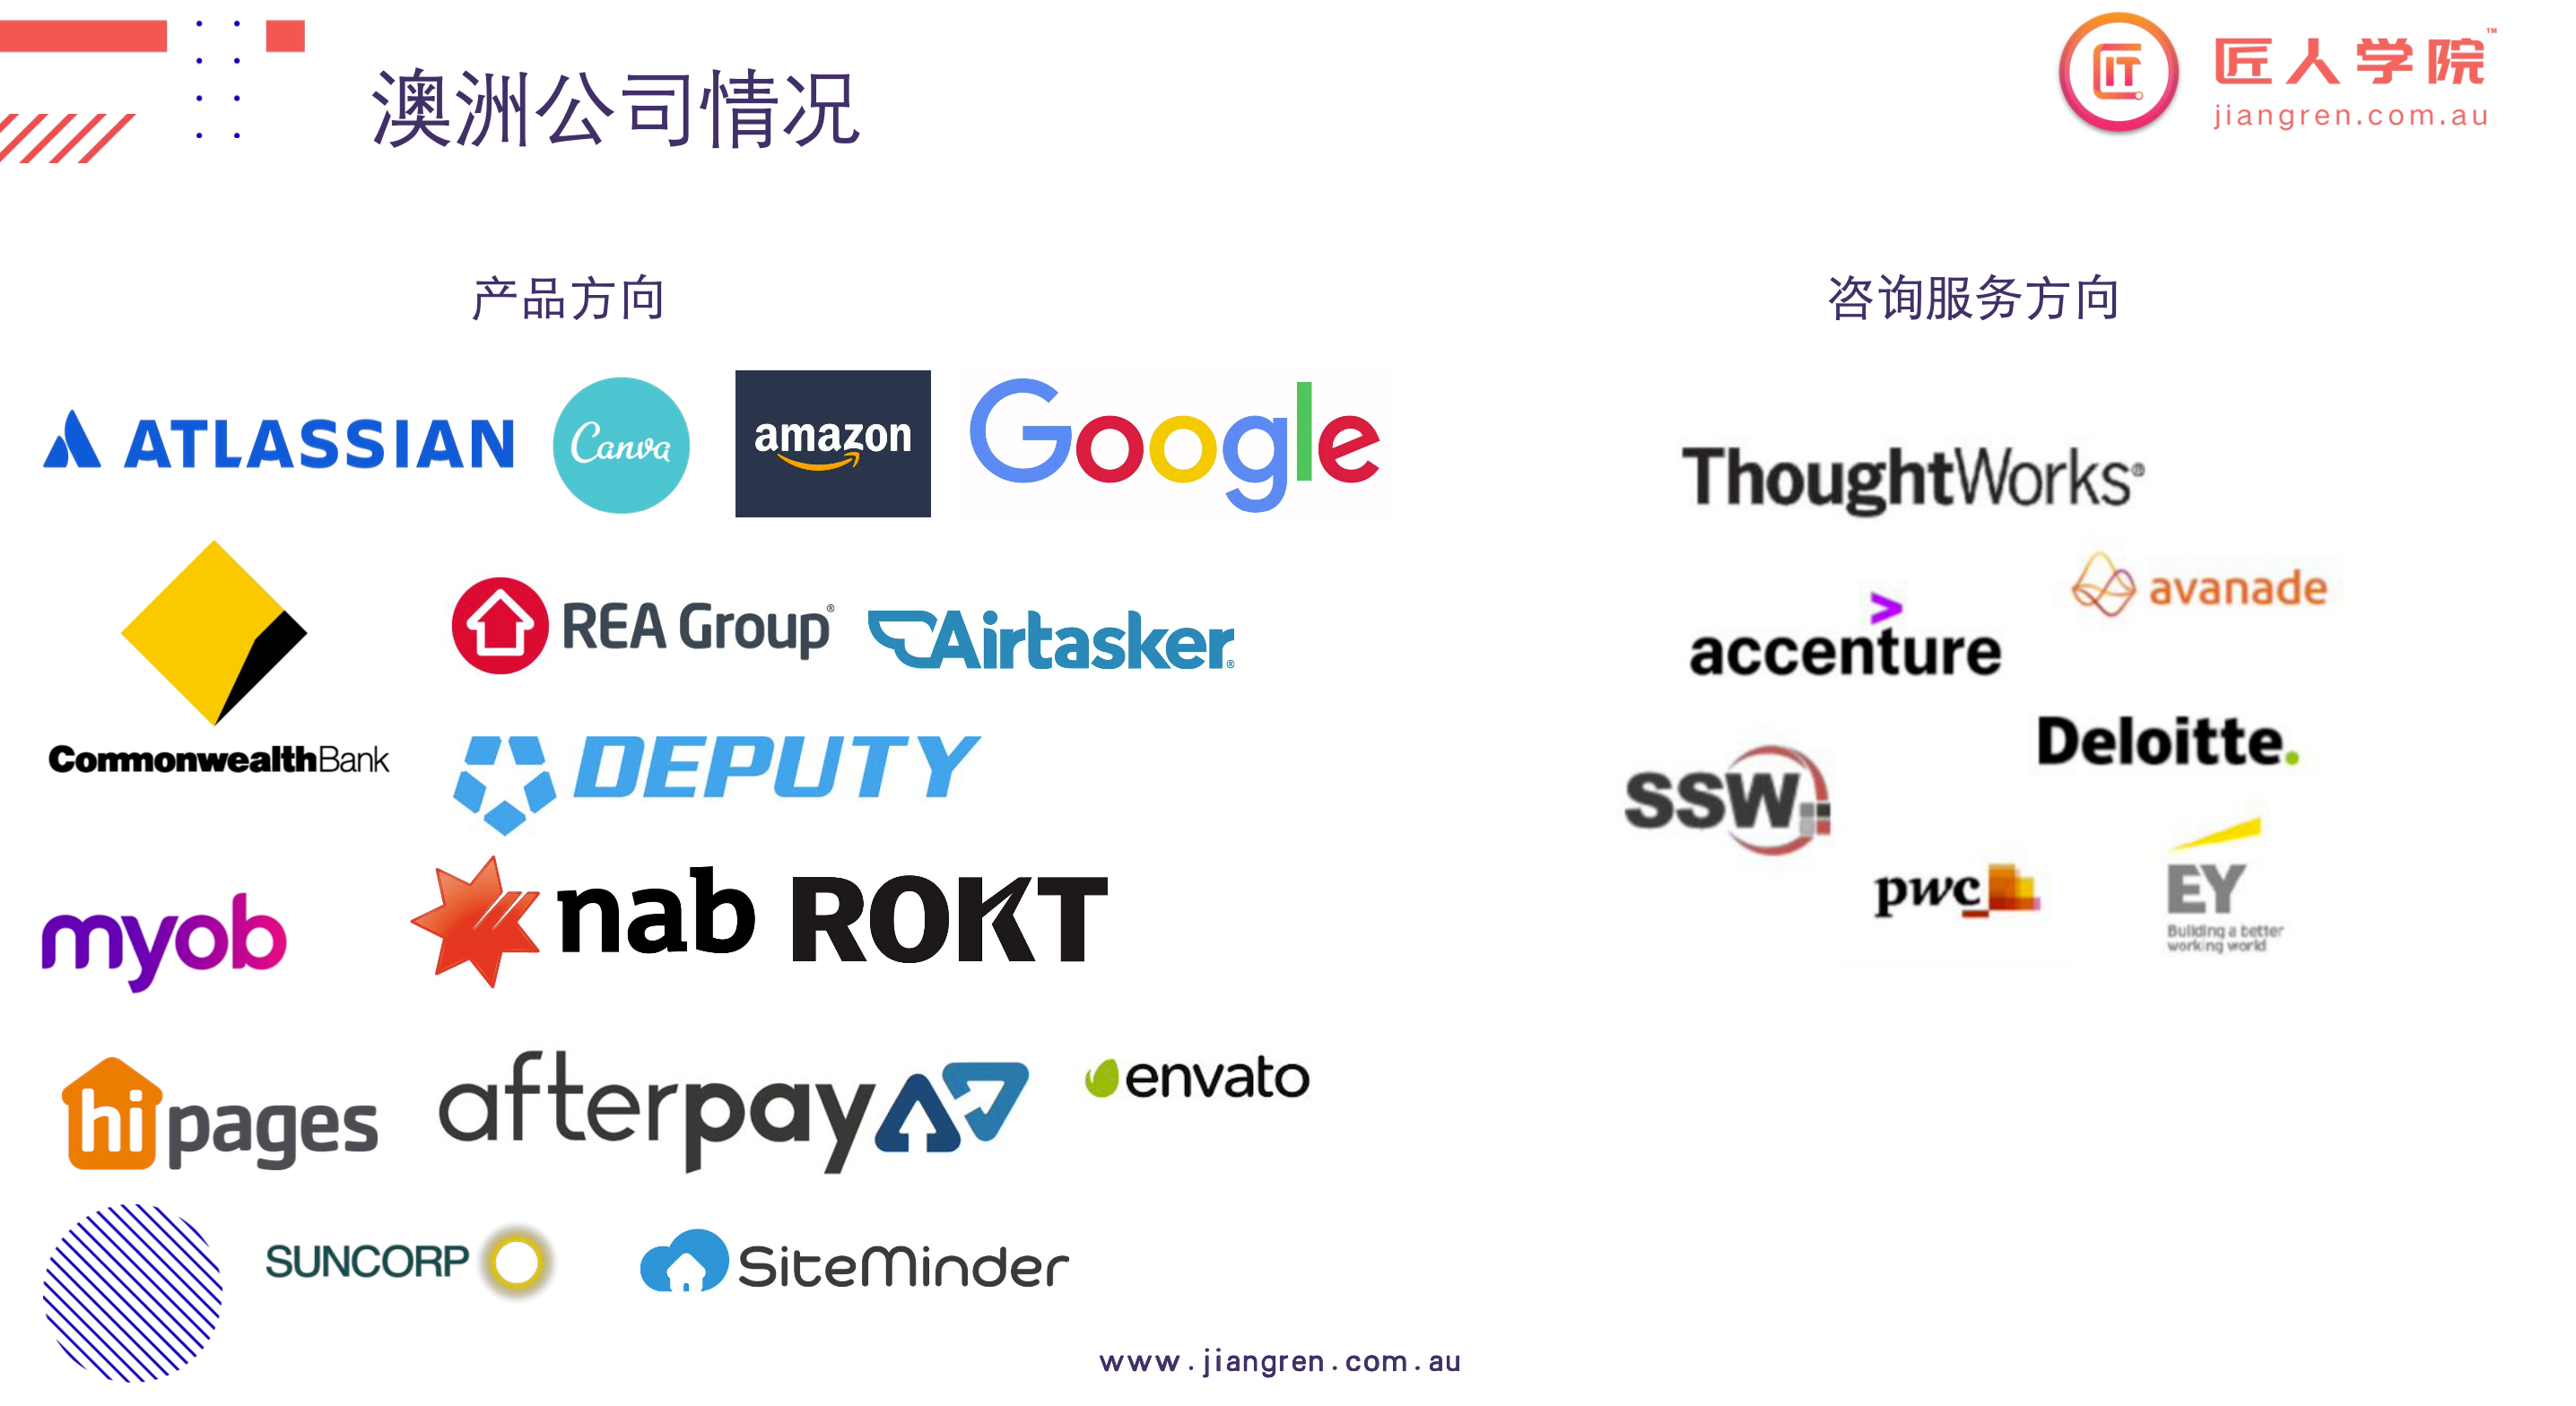 澳洲公司情况
IT
匠人学院™
jiangren.com.au
产品方向
ATLASSIAN
Canva
amazon
Google
CommonwealthBank
REA Group®
Airtasker®
DEPUTY
myob
nab
ROKT
hipages
afterpay
envato
SUNCORP
SiteMinder
咨询服务方向
ThoughtWorks®
avanade
>
accenture
Deloitte.
SSW
pwc
EY
Building a better
working world
www.jiangren.com.au